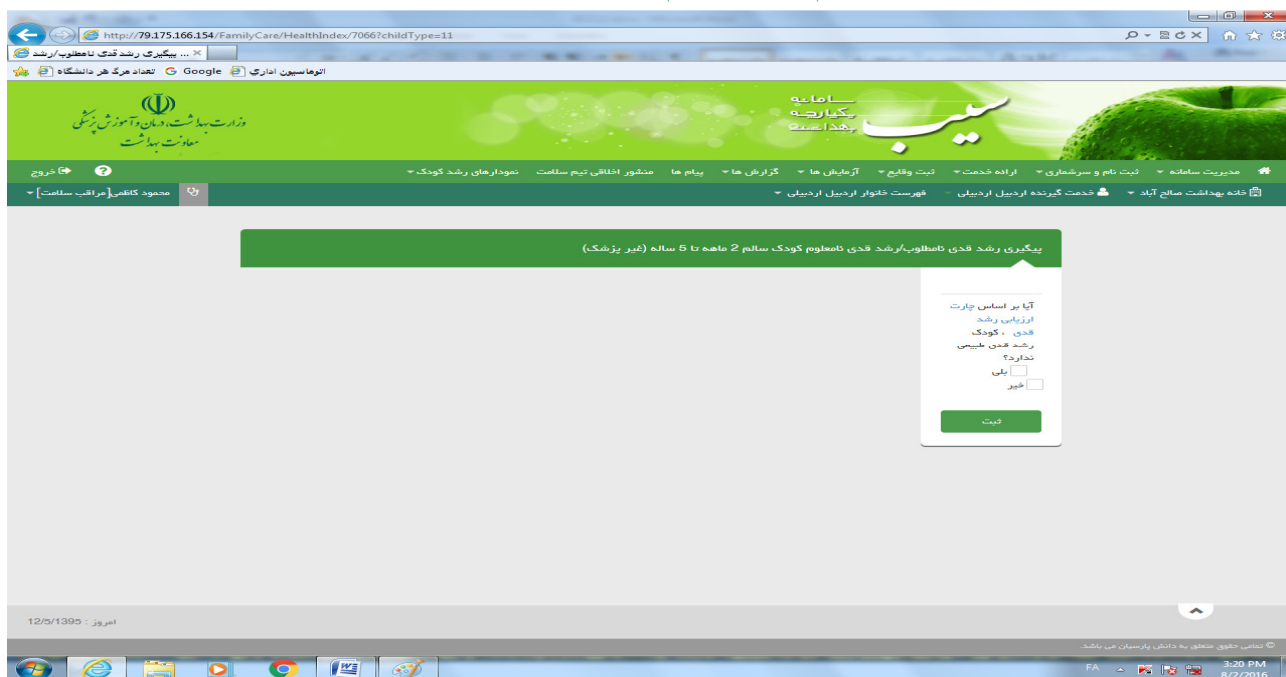 http://79.175.166.154/FamilyCare/HealthIndex/7066?childType=11
پیگیری رشد قدی نامطلوب/رشد ...
تعداد مرگ هر دانشگاه Google اتوماسیون اداري
سامانه
یکپارچه
بهداشت
سیب
وزارت بهداشت، درمان و آموزش پزشکی
معاونت بهداشت
مدیریت سامانه ثبت نام و سرشماری ارائه خدمت ثبت وقایع آزمایش ها گزارش ها پیام ها منشور اخلاقی تیم سلامت نمودارهای رشد کودک خروج
خانه بهداشت صالح آباد خدمت گیرنده اردبیل اردبیلی فهرست خانوار اردبیل اردبیلی محمود کاظمی[مراقب سلامت]
پیگیری رشد قدی نامطلوب/رشد قدی نامعلوم کودک سالم 2 ماهه تا 5 ساله (غیر پزشک)
آیا بر اساس چارت
ارزیابی رشد
قدی ، کودک
رشد قدی طبیعی
ندارد؟
بلی
خیر
ثبت
امروز : 12/5/1395
© تمامی حقوق متعلق به دانش پارسیان می باشد.
FA
3:20 PM
8/2/2016